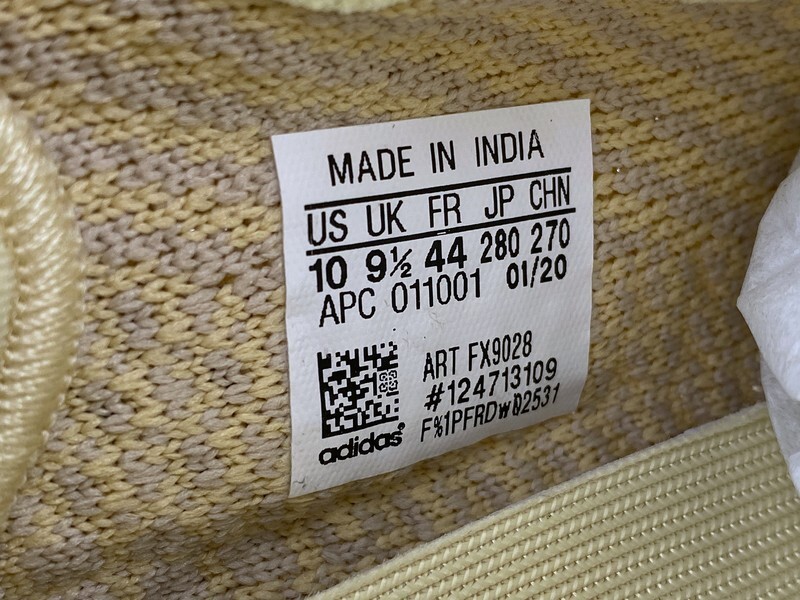 MADE IN INDIA
US UK FR JP CHN
10 9½ 44 280 270
APC 011001 01/20
ART FX9028
#124713109
F%1PFRDW02531
adidas®